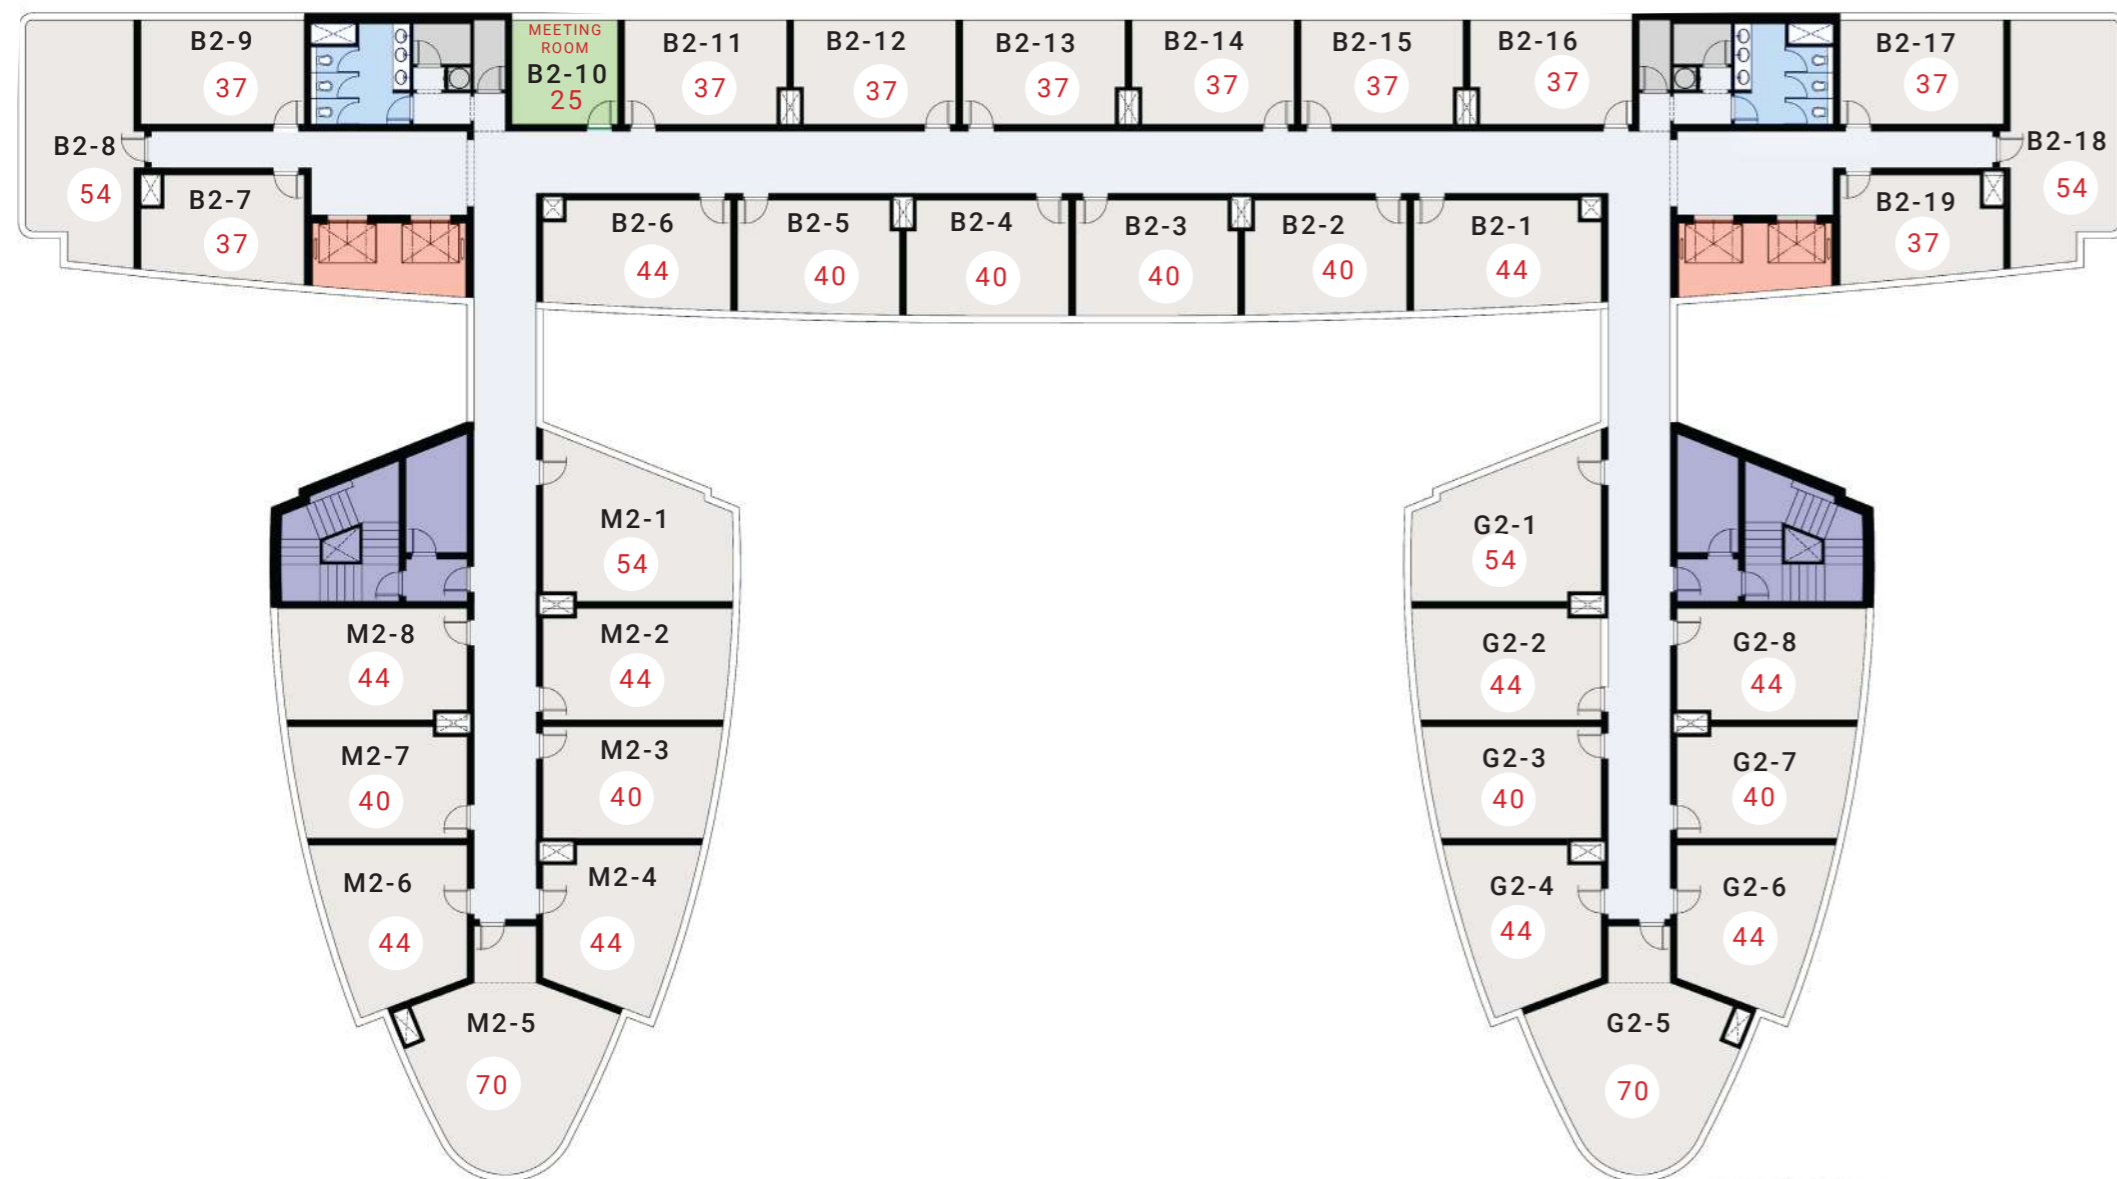 B2-9
37
MEETING
ROOM
B2-10
25
B2-11
37
B2-12
37
B2-13
37
B2-14
37
B2-15
37
B2-16
37
B2-17
37
B2-8
54
B2-7
37
B2-6
44
B2-5
40
B2-4
40
B2-3
40
B2-2
40
B2-1
44
B2-19
37
B2-18
54
M2-1
54
M2-8
44
M2-2
44
M2-7
40
M2-3
40
M2-6
44
M2-4
44
M2-5
70
G2-1
54
G2-2
44
G2-8
44
G2-3
40
G2-7
40
G2-4
44
G2-6
44
G2-5
70